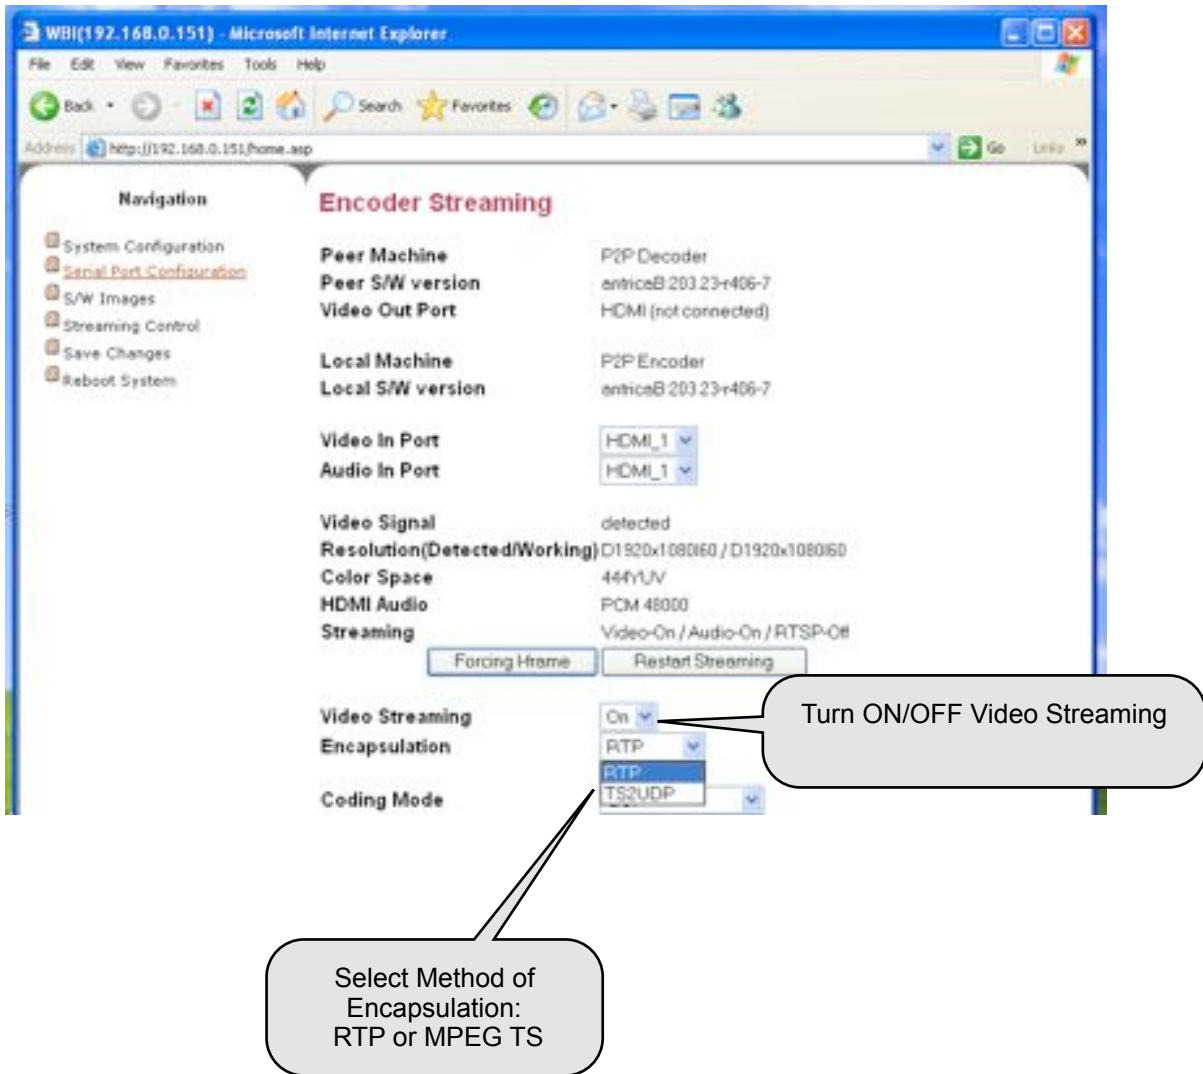 WBI(192.168.0.151) - Microsoft Internet Explorer
File Edit View Favorites Tools Help
Back Search Favorites
Address http://192.168.0.151/home.asp Go Links »
Navigation
System Configuration
Serial Port Configuration
S/W Images
Streaming Control
Save Changes
Reboot System
Encoder Streaming
Peer Machine P2P Decoder
Peer S/W version entriceB:203.23-r406-7
Video Out Port HDMI (not connected)
Local Machine P2P Encoder
Local S/W version entriceB:203.23-r406-7
Video In Port HDMI_1
Audio In Port HDMI_1
Video Signal detected
Resolution(Detected/Working) D1920x1080I60 / D1920x1080I60
Color Space 444YUV
HDMI Audio PCM 48000
Streaming Video-On / Audio-On / RTSP-Off
Forcing I-frame Restart Streaming
Video Streaming On
Encapsulation RTP
RTP
TS2UDP
Coding Mode
Turn ON/OFF Video Streaming
Select Method of
Encapsulation:
RTP or MPEG TS